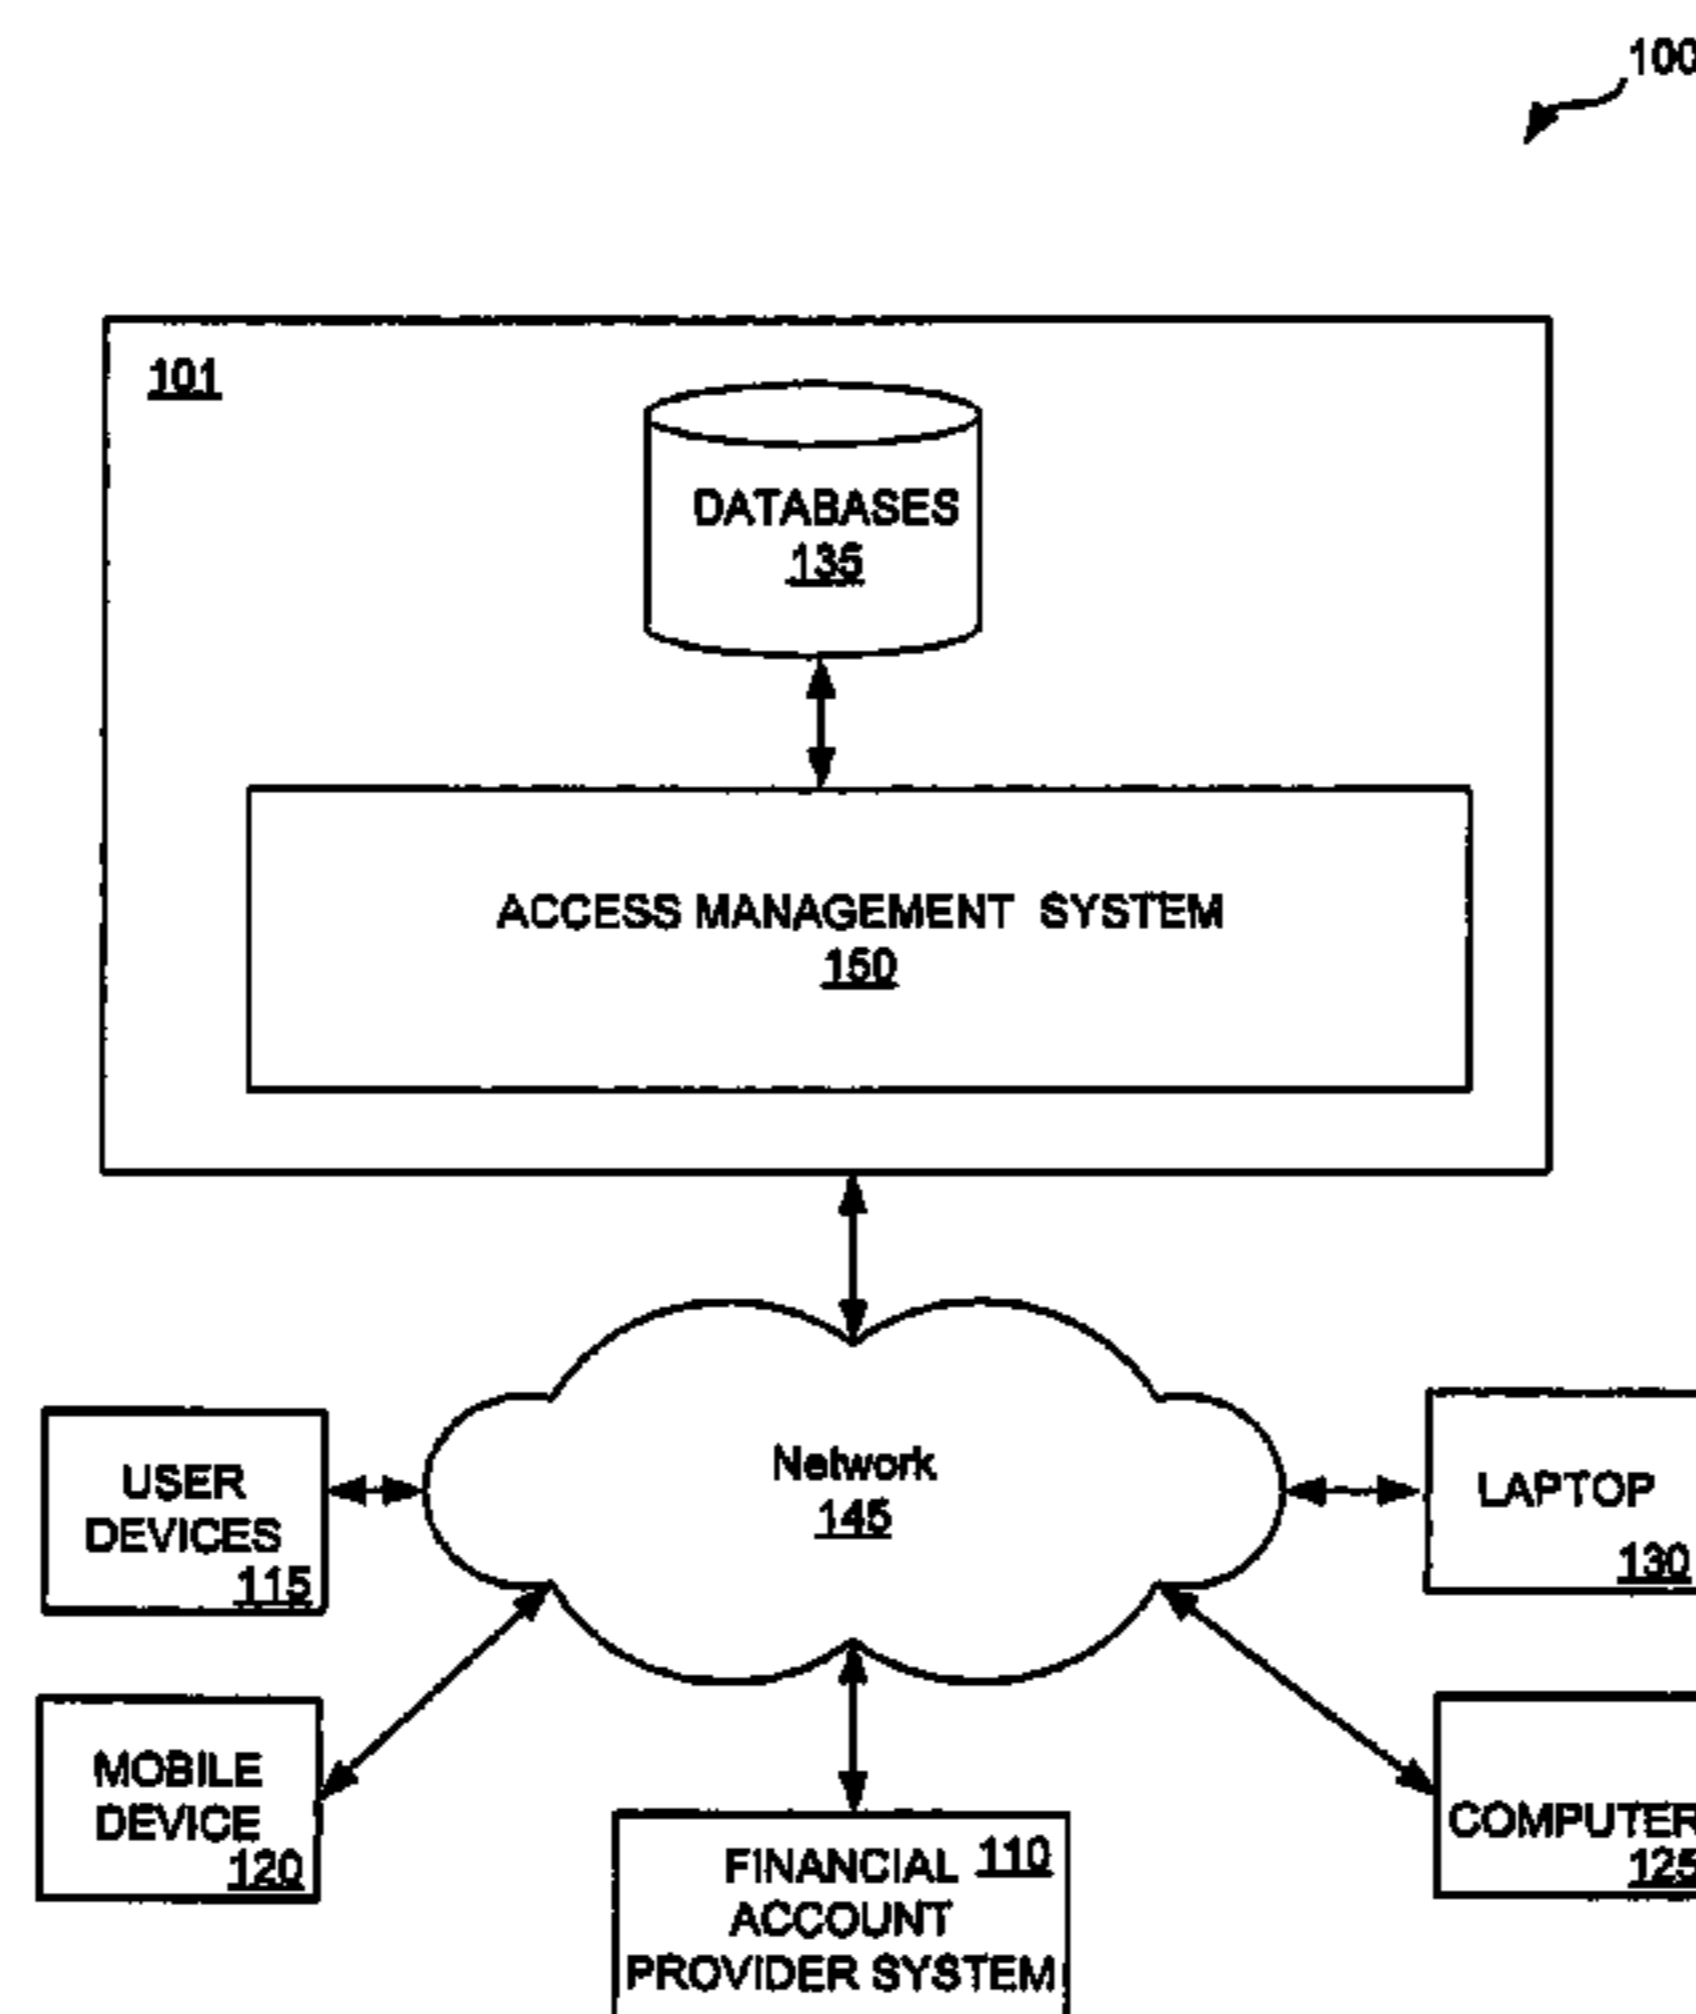 100
101
DATABASES
135
ACCESS MANAGEMENT SYSTEM
150
Network
145
USER
DEVICES
115
LAPTOP
130
MOBILE
DEVICE
120
COMPUTER
125
FINANCIAL 110
ACCOUNT
PROVIDER SYSTEM